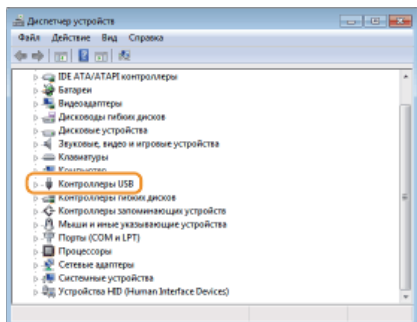 Диспетчер устройств
Файл Действие Вид Справка
IDE ATA/ATAPI контроллеры
Батареи
Видеоадаптеры
Дисководы гибких дисков
Дисковые устройства
Звуковые, видео и игровые устройства
Клавиатуры
Компьютер
Контроллеры USB
Контроллеры гибких дисков
Контроллеры запоминающих устройств
Мыши и иные указывающие устройства
Порты (COM и LPT)
Процессоры
Сетевые адаптеры
Системные устройства
Устройства HID (Human Interface Devices)